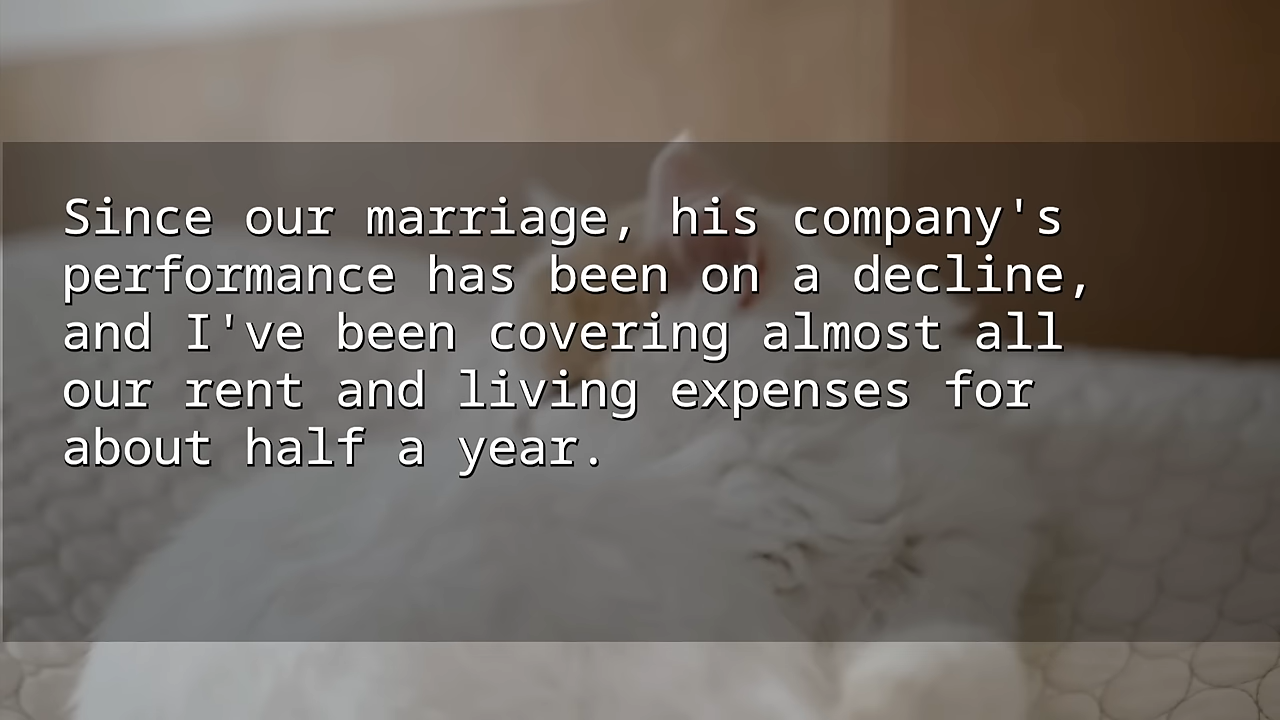 Since our marriage, his company's
performance has been on a decline,
and I've been covering almost all
our rent and living expenses for
about half a year.